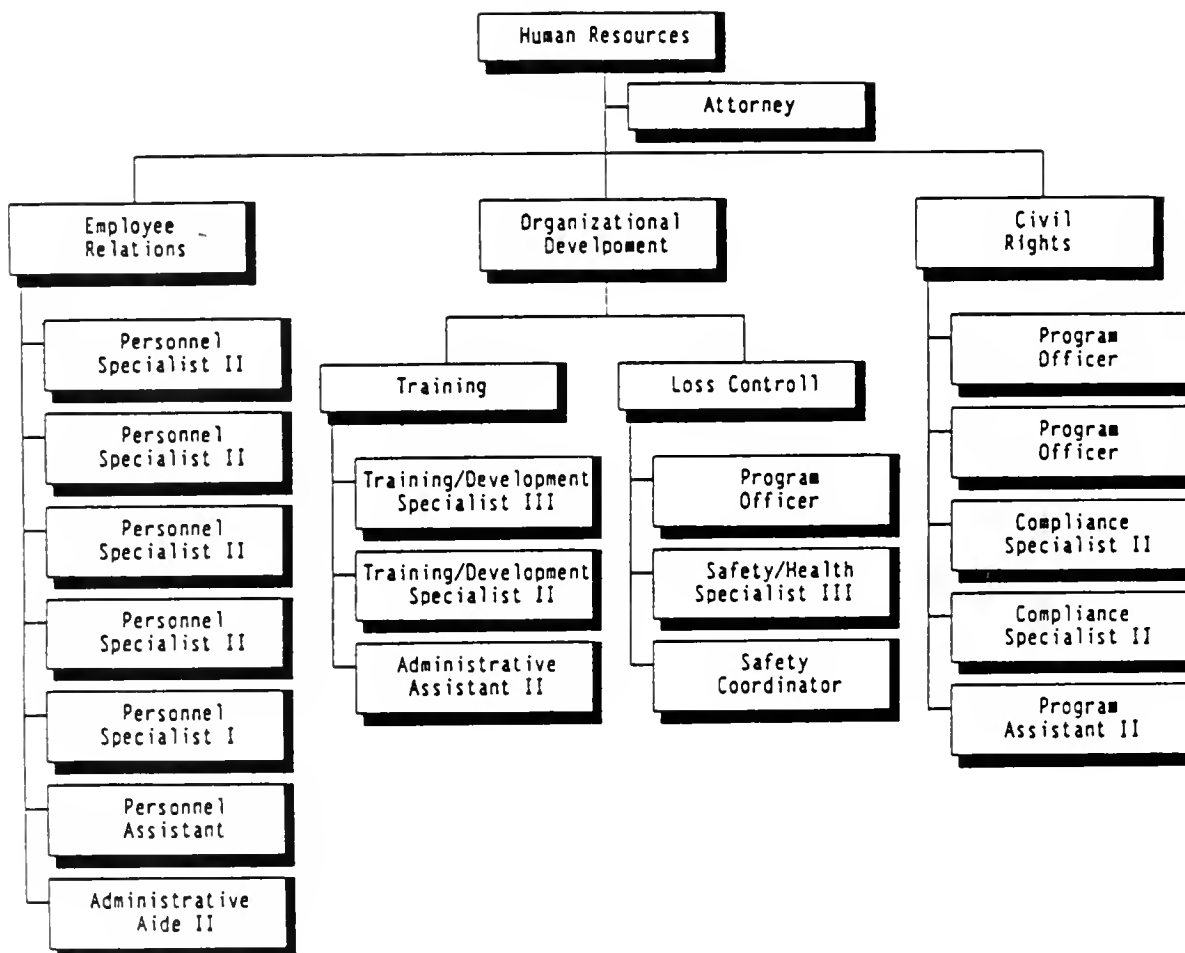 Human Resources
Attorney
Employee
Relations
Organizational
Develpoment
Civil
Rights
Personnel
Specialist II
Personnel
Specialist II
Personnel
Specialist II
Personnel
Specialist II
Personnel
Specialist I
Personnel
Assistant
Administrative
Aide II
Training
Training/Development
Specialist III
Training/Development
Specialist II
Administrative
Assistant II
Loss Controll
Program
Officer
Safety/Health
Specialist III
Safety
Coordinator
Program
Officer
Program
Officer
Compliance
Specialist II
Compliance
Specialist II
Program
Assistant II